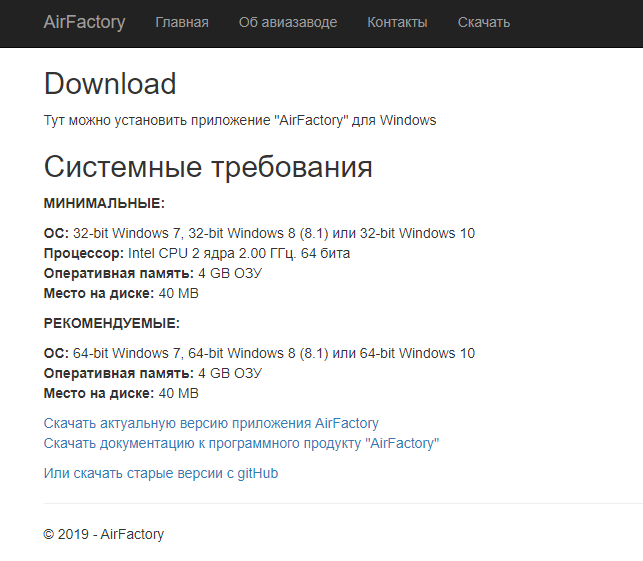 AirFactory Главная Об авиазаводе Контакты Скачать
Download
Тут можно установить приложение "AirFactory" для Windows
Системные требования
МИНИМАЛЬНЫЕ:
ОС: 32-bit Windows 7, 32-bit Windows 8 (8.1) или 32-bit Windows 10
Процессор: Intel CPU 2 ядра 2.00 ГГц. 64 бита
Оперативная память: 4 GB ОЗУ
Место на диске: 40 MB
РЕКОМЕНДУЕМЫЕ:
ОС: 64-bit Windows 7, 64-bit Windows 8 (8.1) или 64-bit Windows 10
Оперативная память: 4 GB ОЗУ
Место на диске: 40 MB
Скачать актуальную версию приложения AirFactory
Скачать документацию к программного продукту "AirFactory"
Или скачать старые версии с gitHub
© 2019 - AirFactory